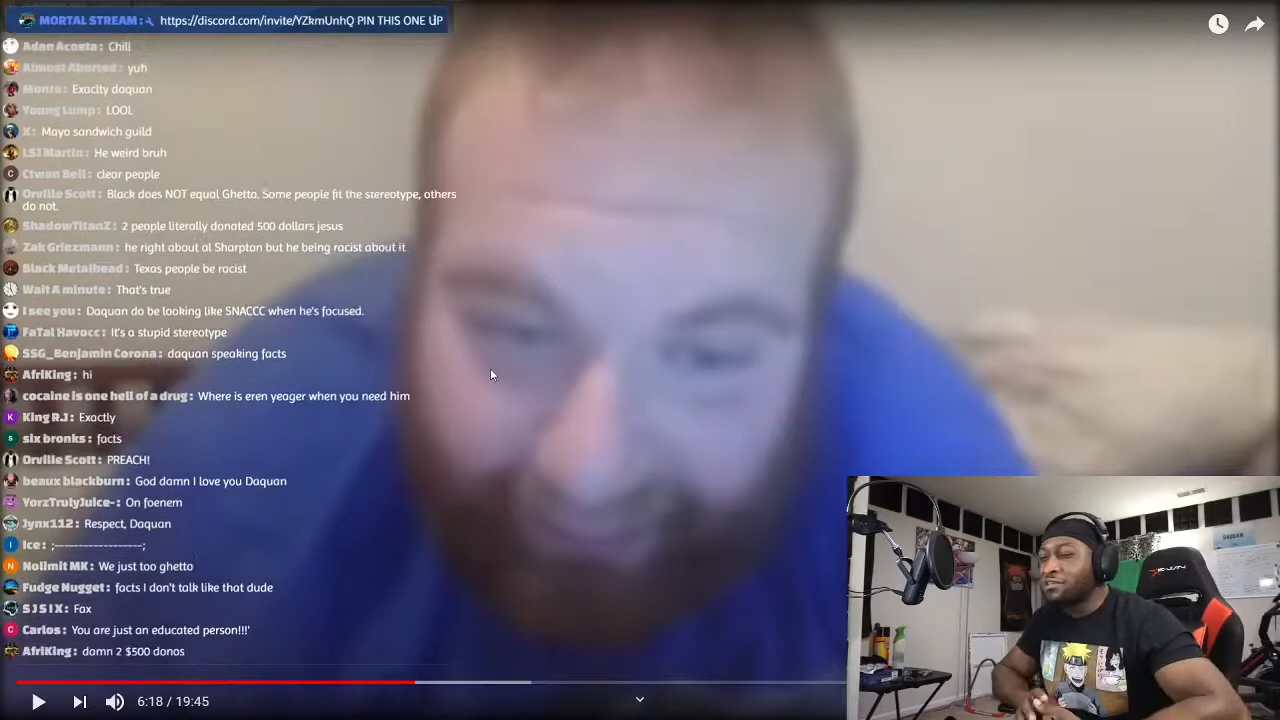 MORTAL STREAM: https://discord.com/invite/YZkmUnhQ PIN THIS ONE UP
Adan Acosta: Chili
Almost Aborted: yuh
Monte: Exaclty daquan
Young Lump: LOOL
X: Mayo sandwich guild
LSJ Martin: He weird bruh
Ctwan Bell: clear people
Orville Scott: Black does NOT equal Ghetto. Some people fit the stereotype, others
do not.
ShadowTitanZ: 2 people literally donated 500 dollars jesus
Zak Griezmann: he right about al Sharpton but he being racist about it
Black Metalhead: Texas people be racist
Wait A minute: That's true
I see you: Daquan do be looking like SNACCC when he's focused.
FaTal Havocc: It's a stupid stereotype
SSG_Benjamin Corona: daquan speaking facts
AfriKing: hi
cocaine is one hell of a drug: Where is eren yeager when you need him
King R.J: Exactly
six bronks: facts
Orville Scott: PREACH!
beaux blackburn: God damn I love you Daquan
YorzTrulyJuice-: On foenem
Jynx112: Respect, Daquan
Ice: ;------------------;
Nolimit MK: We just too ghetto
Fudge Nugget: facts I don't talk like that dude
S J S I X: Fax
Carlos: You are just an educated person!!!'
AfriKing: damn 2 $500 donos
6:18 / 19:45
DAQUAN